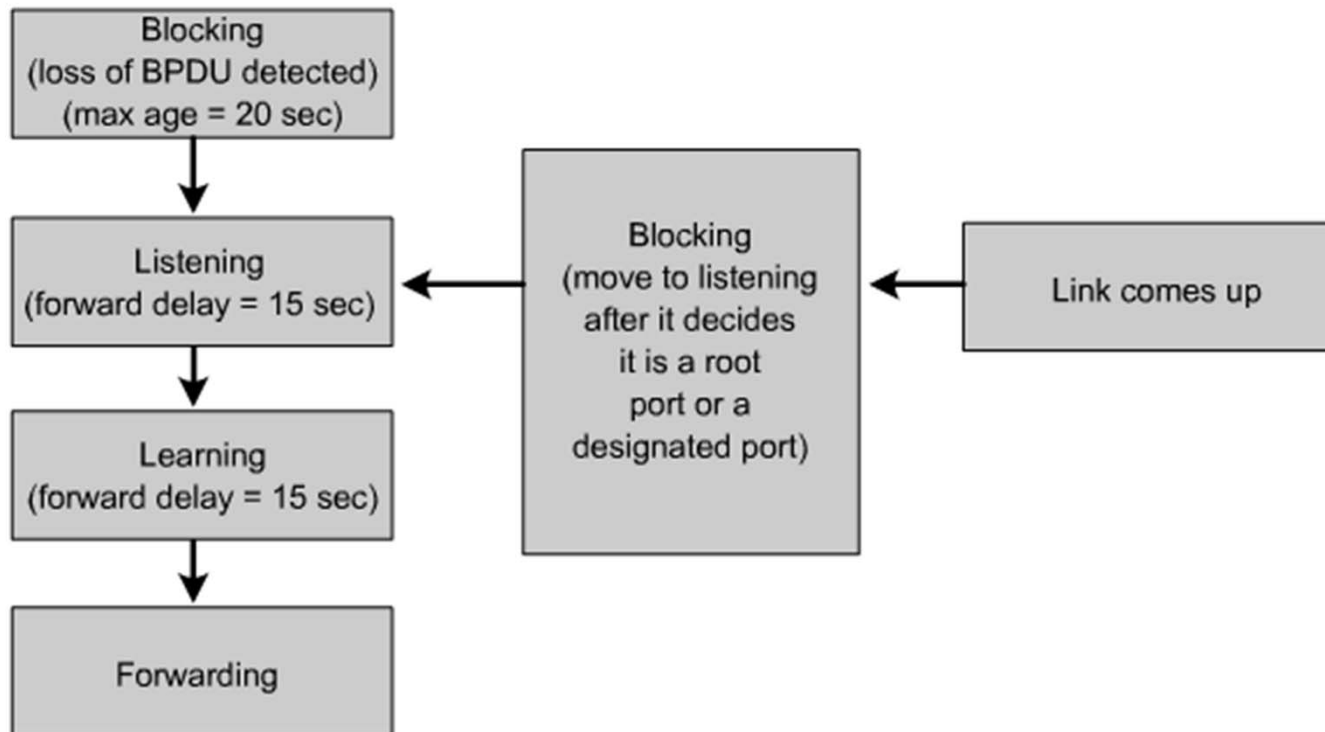 Blocking
(loss of BPDU detected)
(max age = 20 sec)
Listening
(forward delay = 15 sec)
Learning
(forward delay = 15 sec)
Forwarding
Blocking
(move to listening
after it decides
it is a root
port or a
designated port)
Link comes up